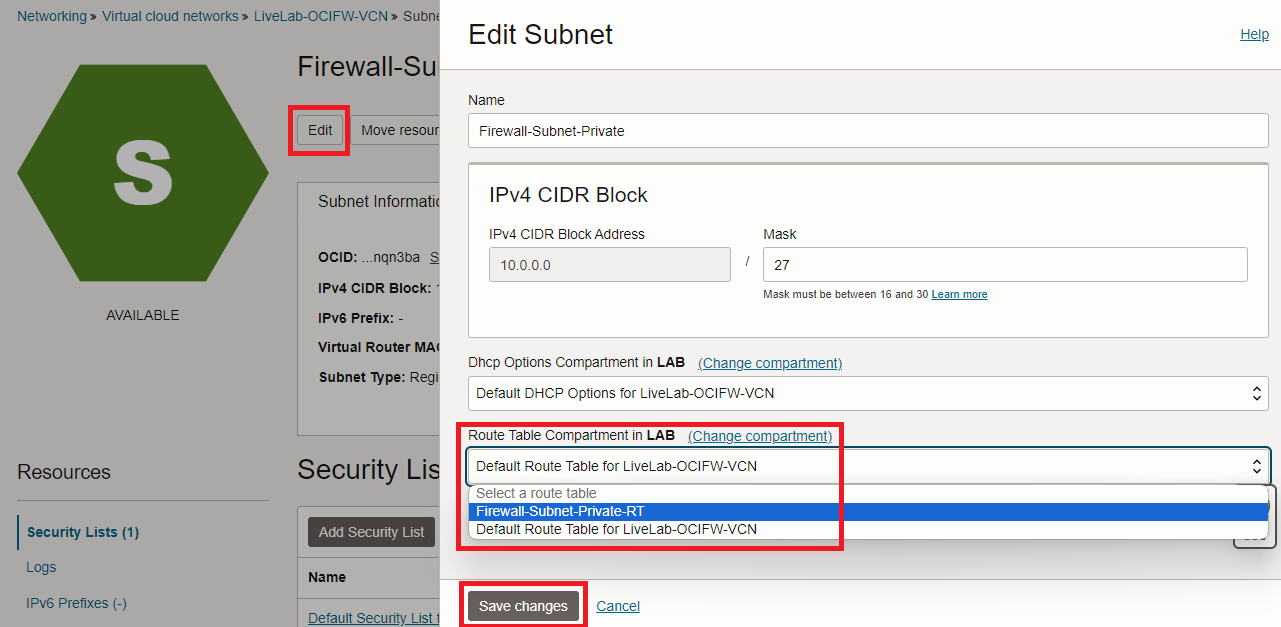 Networking » Virtual cloud networks » LiveLab-OCIFW-VCN » Subne
S
AVAILABLE
Firewall-Su
Edit
Move resour
Subnet Informatic
OCID: ...nqn3ba S
IPv4 CIDR Block:
IPv6 Prefix: -
Virtual Router MAC
Subnet Type: Regi
Resources
Security Lists (1)
Logs
IPv6 Prefixes (-)
Security Lis
Add Security List
Name
Default Security List f
Edit Subnet
Help
Name
Firewall-Subnet-Private
IPv4 CIDR Block
IPv4 CIDR Block Address
Mask
10.0.0.0 / 27
Mask must be between 16 and 30 Learn more
Dhcp Options Compartment in LAB (Change compartment)
Default DHCP Options for LiveLab-OCIFW-VCN
Route Table Compartment in LAB (Change compartment)
Default Route Table for LiveLab-OCIFW-VCN
Select a route table
Firewall-Subnet-Private-RT
Default Route Table for LiveLab-OCIFW-VCN
Save changes
Cancel